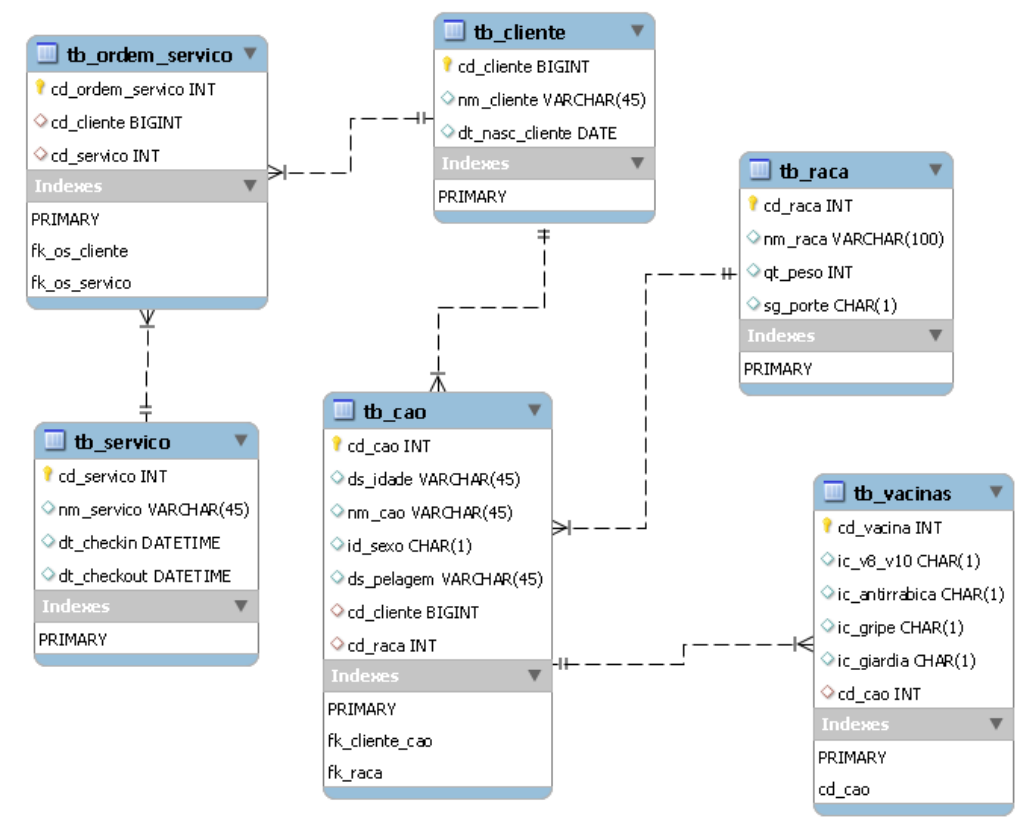 tb_ordem_servico
cd_ordem_servico INT
cd_cliente BIGINT
cd_servico INT
Indexes
PRIMARY
fk_os_cliente
fk_os_servico
tb_cliente
cd_cliente BIGINT
nm_cliente VARCHAR(45)
dt_nasc_cliente DATE
Indexes
PRIMARY
tb_raca
cd_raca INT
nm_raca VARCHAR(100)
qt_peso INT
sg_porte CHAR(1)
Indexes
PRIMARY
tb_servico
cd_servico INT
nm_servico VARCHAR(45)
dt_checkin DATETIME
dt_checkout DATETIME
Indexes
PRIMARY
tb_cao
cd_cao INT
ds_idade VARCHAR(45)
nm_cao VARCHAR(45)
id_sexo CHAR(1)
ds_pelagem VARCHAR(45)
cd_cliente BIGINT
cd_raca INT
Indexes
PRIMARY
fk_cliente_cao
fk_raca
tb_vacinas
cd_vacina INT
ic_v8_v10 CHAR(1)
ic_antirrabica CHAR(1)
ic_gripe CHAR(1)
ic_giardia CHAR(1)
cd_cao INT
Indexes
PRIMARY
cd_cao